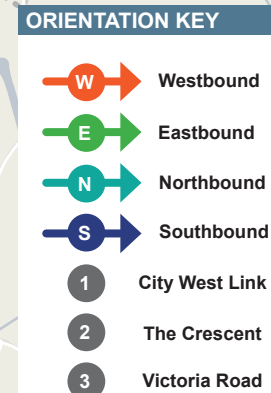 ORIENTATION KEY
W Westbound
E Eastbound
N Northbound
S Southbound
1 City West Link
2 The Crescent
3 Victoria Road